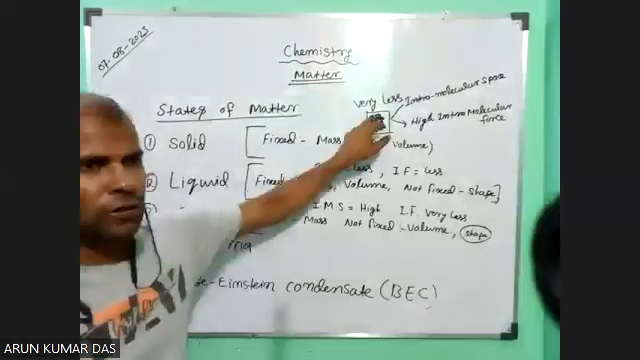 07-08-2023
Chemistry
Matter
very less Intra-molecular Space
States of Matter
High Intra Molecular
force
① Solid [Fixed - Mass Volume)
I.F = less
② Liquid [Fixed Volume, Not fixed - Shape]
I.M.S = High I.F. Very Less
Mass Not fixed - Volume, Shape
-Einstein condensate (BEC)
ARUN KUMAR DAS